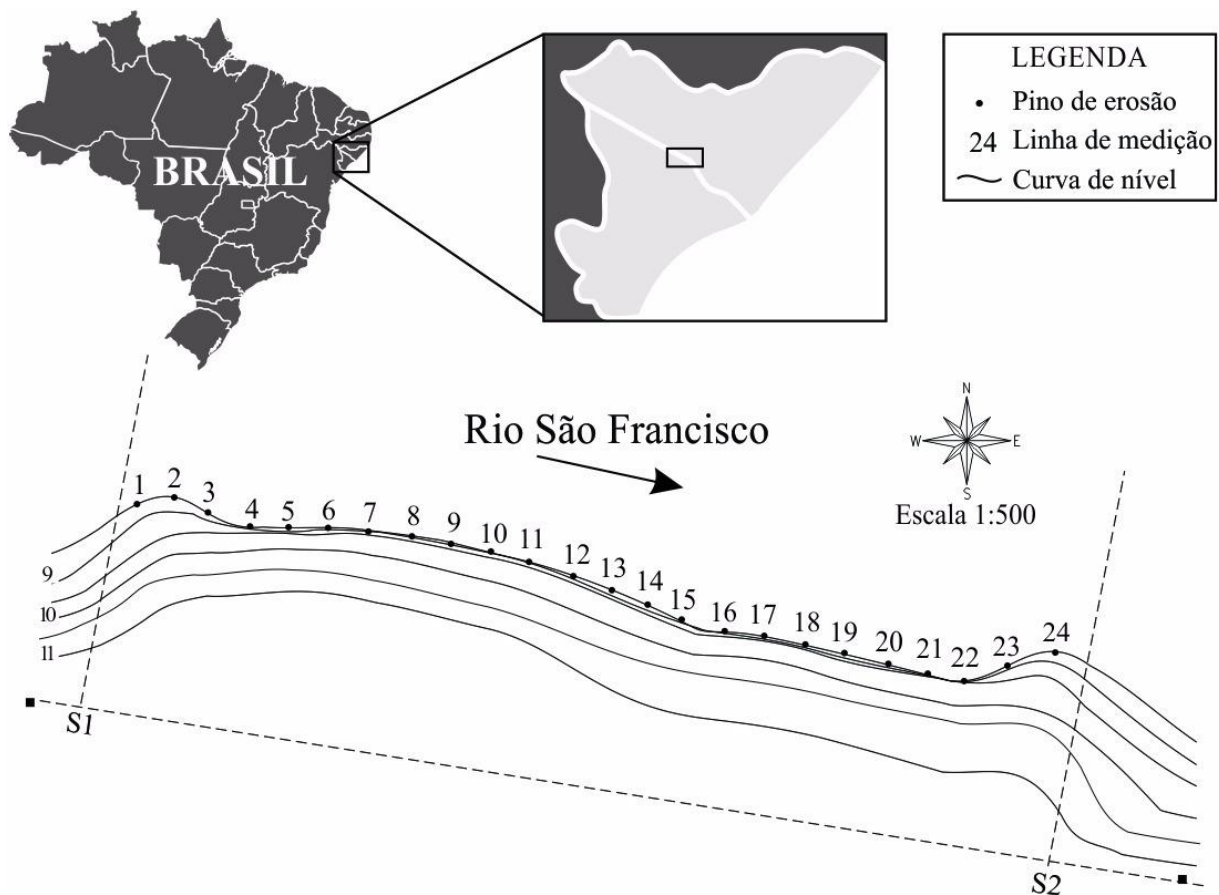 BRASIL
LEGENDA
Pino de erosão
24 Linha de medição
Curva de nível
Rio São Francisco
N
W E
S
Escala 1:500
1 2 3 4 5 6 7 8 9 10 11 12 13 14 15 16 17 18 19 20 21 22 23 24
9
10
11
S1
S2